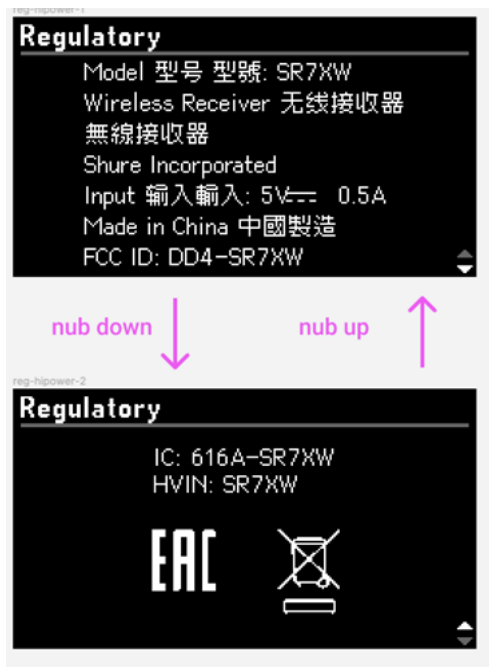 reg-hipower-1
Regulatory
Model 型号 型號: SR7XW
Wireless Receiver 无线接收器
無線接收器
Shure Incorporated
Input 输入輸入: 5V⎓ 0.5A
Made in China 中國製造
FCC ID: DD4-SR7XW
nub down
nub up
reg-hipower-2
Regulatory
IC: 616A-SR7XW
HVIN: SR7XW
EAC